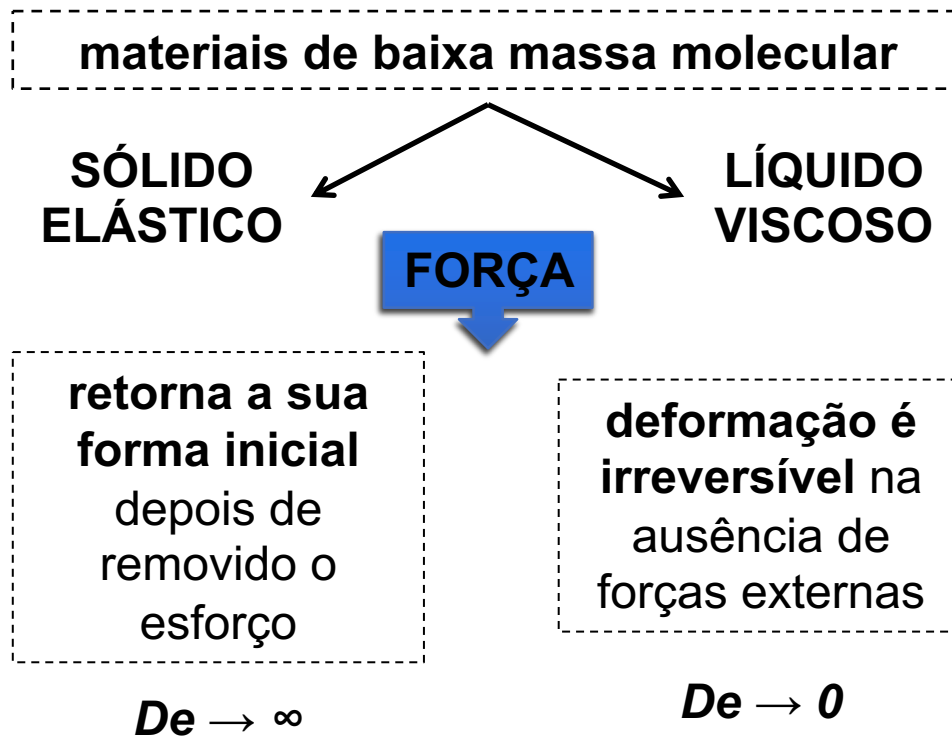 materiais de baixa massa molecular
SÓLIDO
ELÁSTICO
LÍQUIDO
VISCOSO
FORÇA
retorna a sua
forma inicial
depois de
removido o
esforço
deformação é
irreversível na
ausência de
forças externas
De → ∞
De → 0